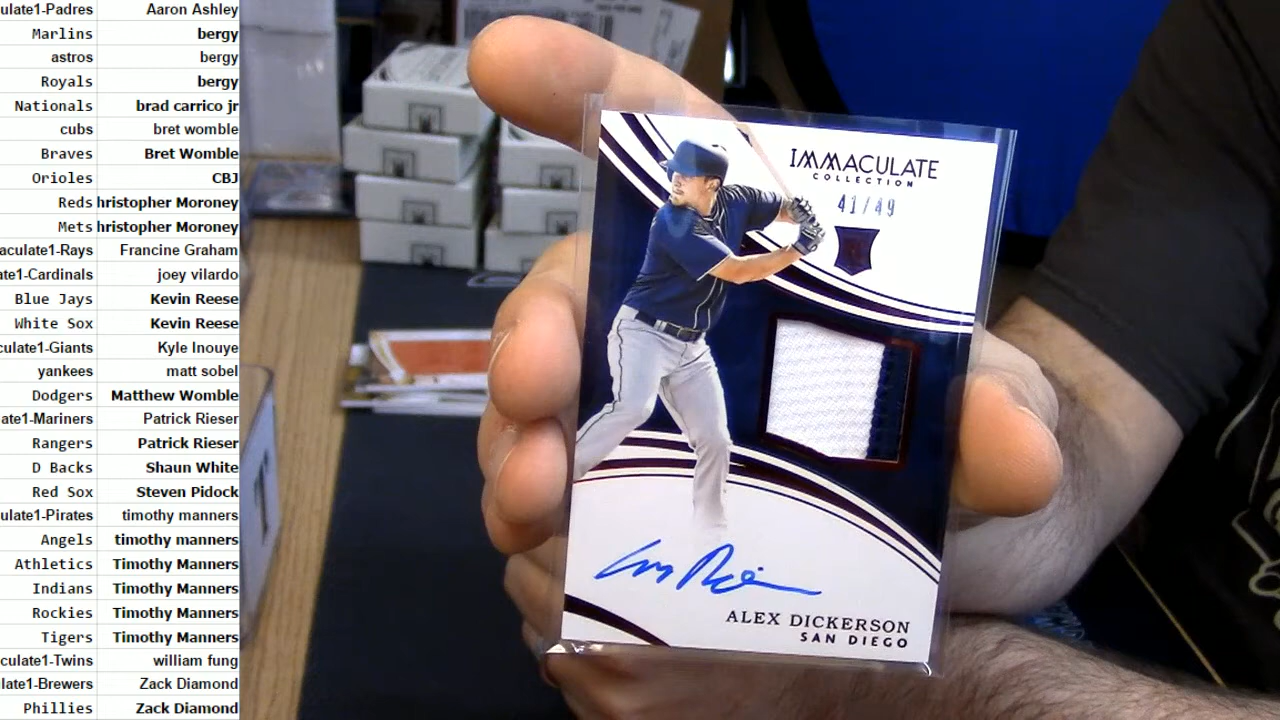 ulate1-Padres Aaron Ashley
Marlins bergy
astros bergy
Royals bergy
Nationals brad carrico jr
cubs bret womble
Braves Bret Womble
Orioles CBJ
Reds hristopher Moroney
Mets hristopher Moroney
aculate1-Rays Francine Graham
ate1-Cardinals joey vilardo
Blue Jays Kevin Reese
White Sox Kevin Reese
culate1-Giants Kyle Inouye
yankees matt sobel
Dodgers Matthew Womble
ate1-Mariners Patrick Rieser
Rangers Patrick Rieser
D Backs Shaun White
Red Sox Steven Pidock
ulate1-Pirates timothy manners
Angels timothy manners
Athletics Timothy Manners
Indians Timothy Manners
Rockies Timothy Manners
Tigers Timothy Manners
culate1-Twins william fung
late1-Brewers Zack Diamond
Phillies Zack Diamond
IMMACULATE
COLLECTION
41/49
ALEX DICKERSON
SAN DIEGO